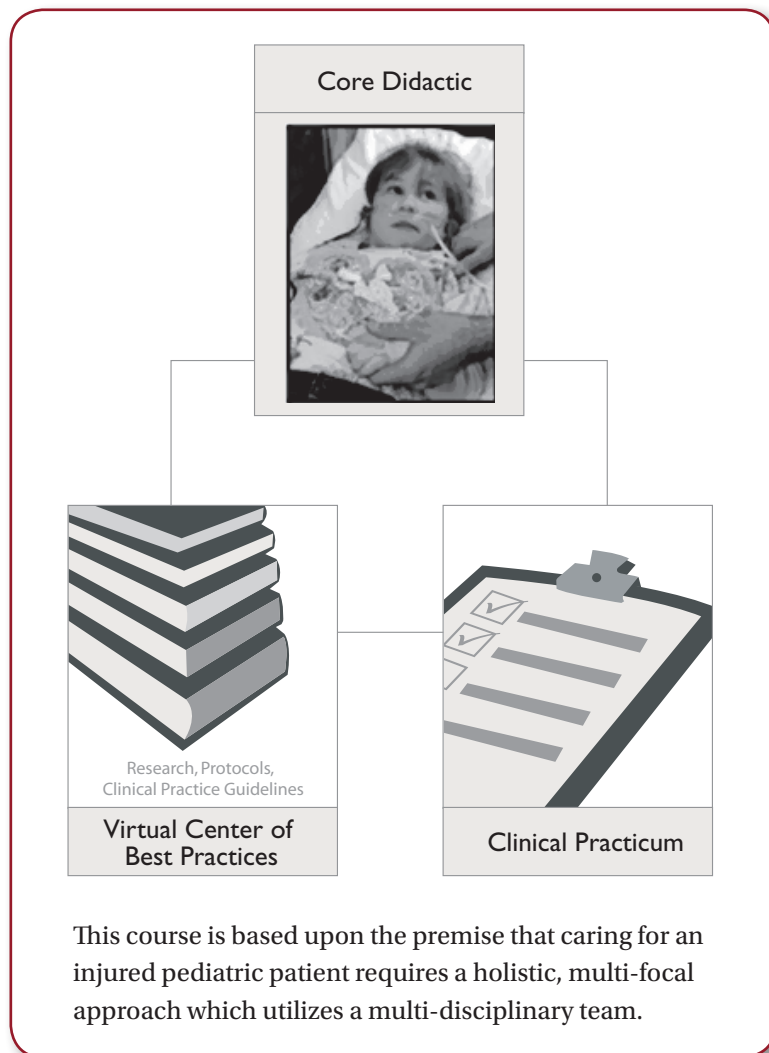 Core Didactic
Research, Protocols,
Clinical Practice Guidelines
Virtual Center of
Best Practices
Clinical Practicum
This course is based upon the premise that caring for an
injured pediatric patient requires a holistic, multi-focal
approach which utilizes a multi-disciplinary team.